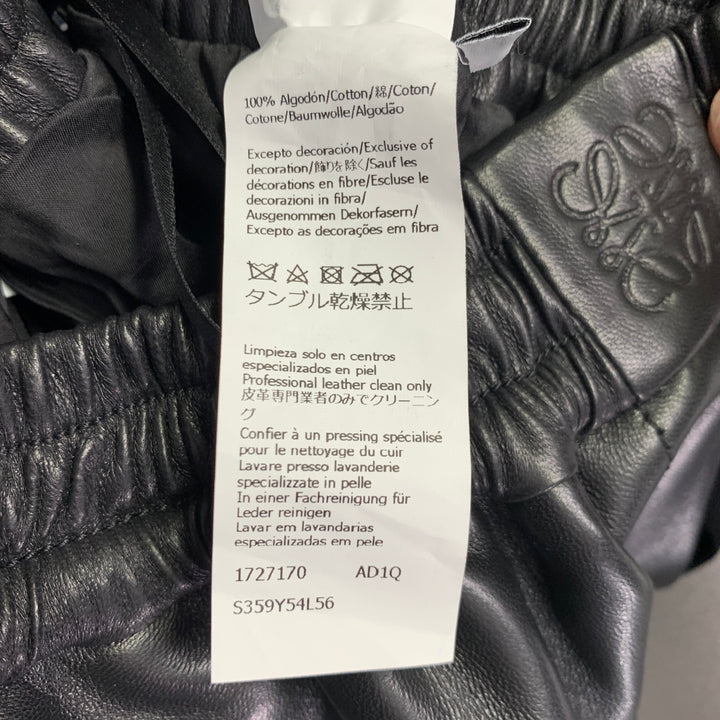 100% Algodón/Cotton/綿/Coton/
Cotone/Baumwolle/Algodão
Excepto decoración/Exclusive of
decoration/飾りを除く/Sauf les
décorations en fibre/Escluse le
decorazioni in fibra/
Ausgenommen Dekorfasern/
Excepto as decorações em fibra
タンブル乾燥禁止
Limpieza solo en centros
especializados en piel
Professional leather clean only
皮革専門業者のみでクリーニン
グ
Confier à un pressing spécialisé
pour le nettoyage du cuir
Lavare presso lavanderie
specializzate in pelle
In einer Fachreinigung für
Leder reinigen
Lavar em lavandarias
especializadas em pele
1727170 AD1Q
S359Y54L56